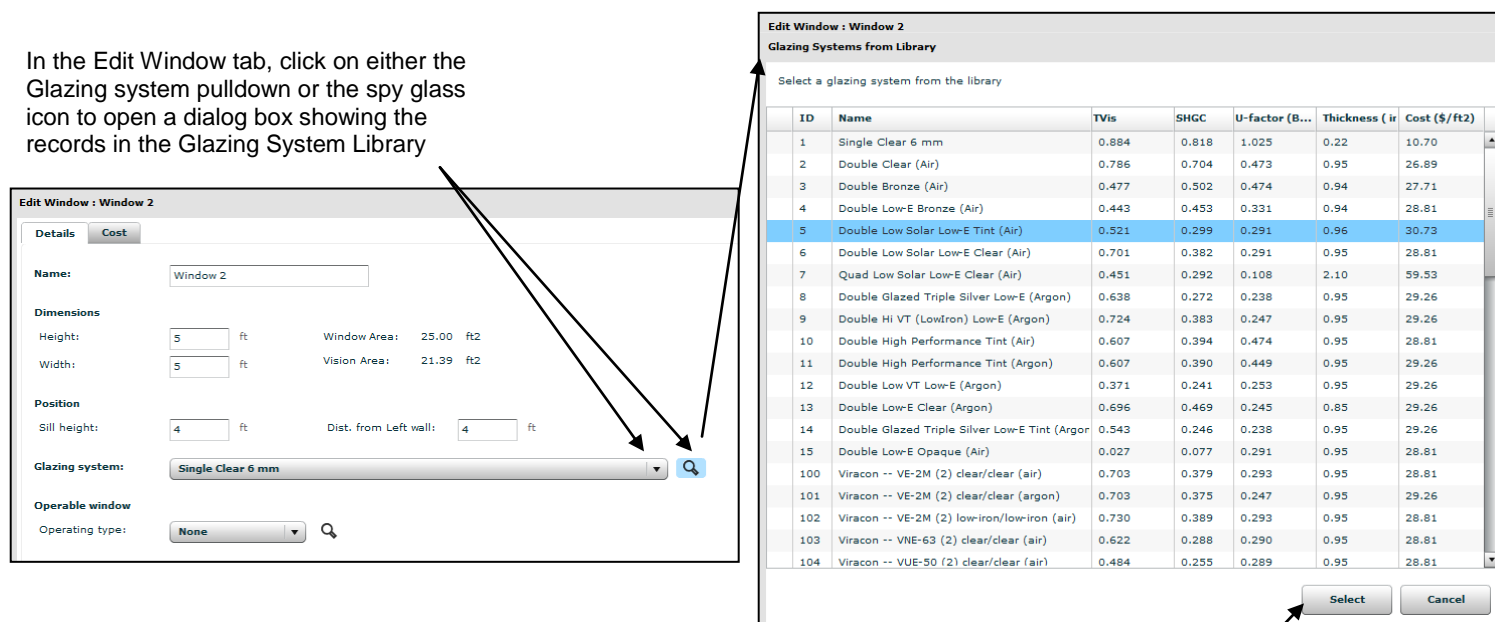 In the Edit Window tab, click on either the
Glazing system pulldown or the spy glass
icon to open a dialog box showing the
records in the Glazing System Library
Edit Window : Window 2
Details Cost
Name: Window 2
Dimensions
Height: 5 ft Window Area: 25.00 ft2
Width: 5 ft Vision Area: 21.39 ft2
Position
Sill height: 4 ft Dist. from Left wall: 4 ft
Glazing system: Single Clear 6 mm
Operable window
Operating type: None
Edit Window : Window 2
Glazing Systems from Library
Select a glazing system from the library
ID Name TVis SHGC U-factor (B... Thickness ( ir Cost ($/ft2)
1 Single Clear 6 mm 0.884 0.818 1.025 0.22 10.70
2 Double Clear (Air) 0.786 0.704 0.473 0.95 26.89
3 Double Bronze (Air) 0.477 0.502 0.474 0.94 27.71
4 Double Low-E Bronze (Air) 0.443 0.453 0.331 0.94 28.81
5 Double Low Solar Low-E Tint (Air) 0.521 0.299 0.291 0.96 30.73
6 Double Low Solar Low-E Clear (Air) 0.701 0.382 0.291 0.95 28.81
7 Quad Low Solar Low-E Clear (Air) 0.451 0.292 0.108 2.10 59.53
8 Double Glazed Triple Silver Low-E (Argon) 0.638 0.272 0.238 0.95 29.26
9 Double Hi VT (LowIron) Low-E (Argon) 0.724 0.383 0.247 0.95 29.26
10 Double High Performance Tint (Air) 0.607 0.394 0.474 0.95 28.81
11 Double High Performance Tint (Argon) 0.607 0.390 0.449 0.95 29.26
12 Double Low VT Low-E (Argon) 0.371 0.241 0.253 0.95 29.26
13 Double Low-E Clear (Argon) 0.696 0.469 0.245 0.85 29.26
14 Double Glazed Triple Silver Low-E Tint (Argor 0.543 0.246 0.238 0.95 29.26
15 Double Low-E Opaque (Air) 0.027 0.077 0.291 0.95 28.81
100 Viracon -- VE-2M (2) clear/clear (air) 0.703 0.379 0.293 0.95 28.81
101 Viracon -- VE-2M (2) clear/clear (argon) 0.703 0.375 0.247 0.95 29.26
102 Viracon -- VE-2M (2) low-iron/low-iron (air) 0.730 0.389 0.293 0.95 28.81
103 Viracon -- VNE-63 (2) clear/clear (air) 0.622 0.288 0.290 0.95 28.81
104 Viracon -- VUE-50 (2) clear/clear (air) 0.484 0.255 0.289 0.95 28.81
Select Cancel